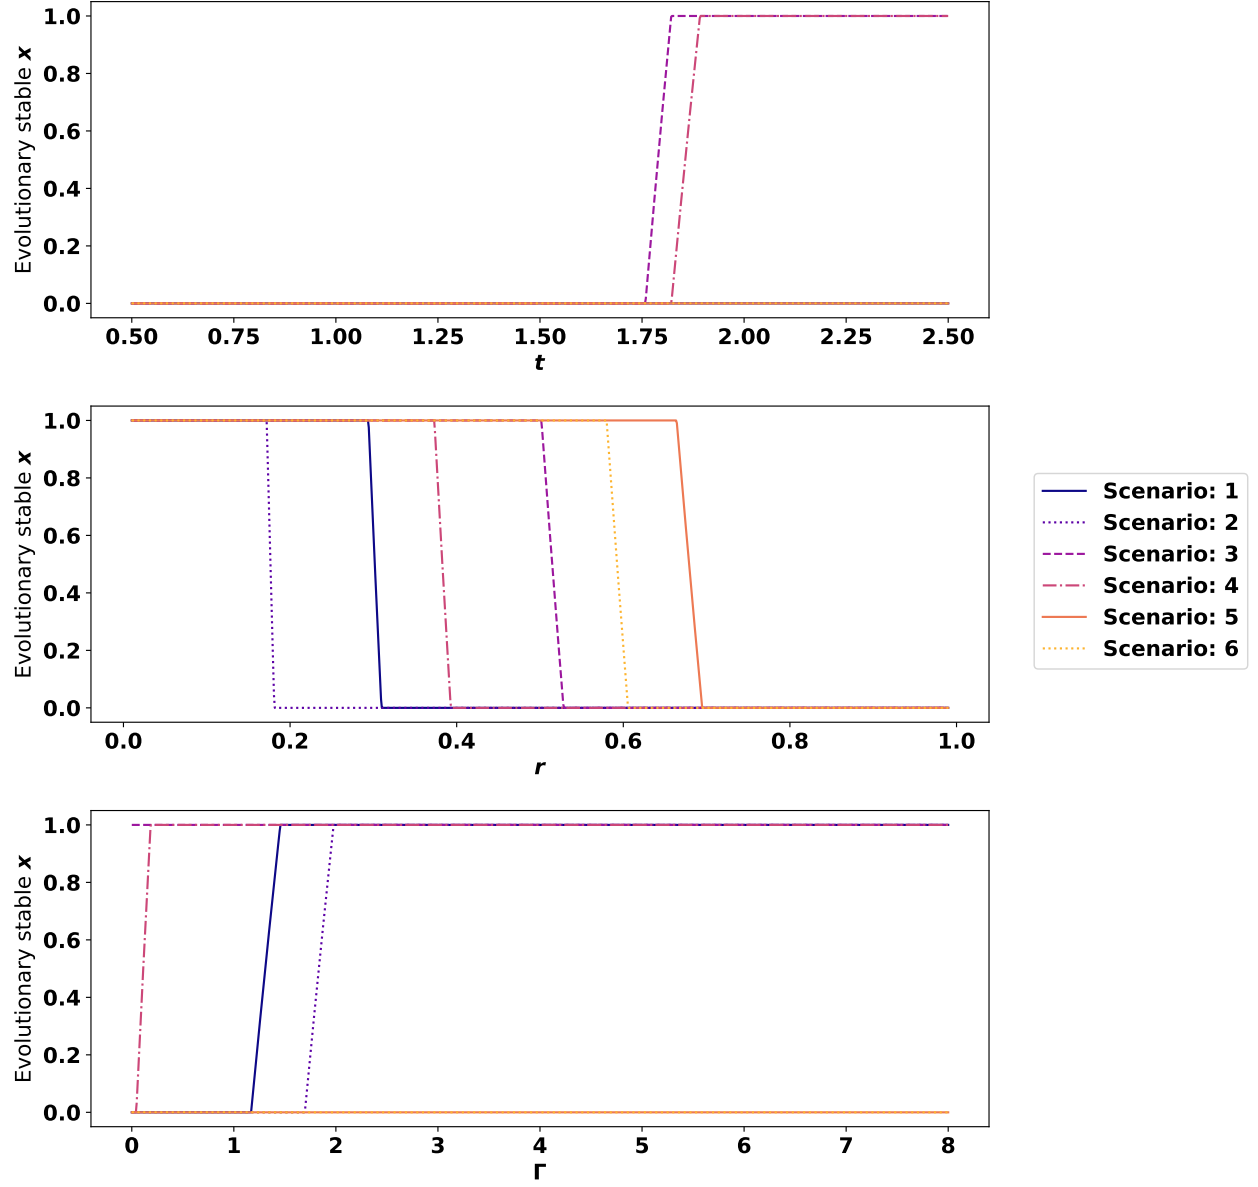 Evolutionary stable x
1.0
0.8
0.6
0.4
0.2
0.0
0.50 0.75 1.00 1.25 1.50 1.75 2.00 2.25 2.50
t
Evolutionary stable x
1.0
0.8
0.6
0.4
0.2
0.0
0.0 0.2 0.4 0.6 0.8 1.0
r
Scenario: 1
Scenario: 2
Scenario: 3
Scenario: 4
Scenario: 5
Scenario: 6
Evolutionary stable x
1.0
0.8
0.6
0.4
0.2
0.0
0 1 2 3 4 5 6 7 8
Γ